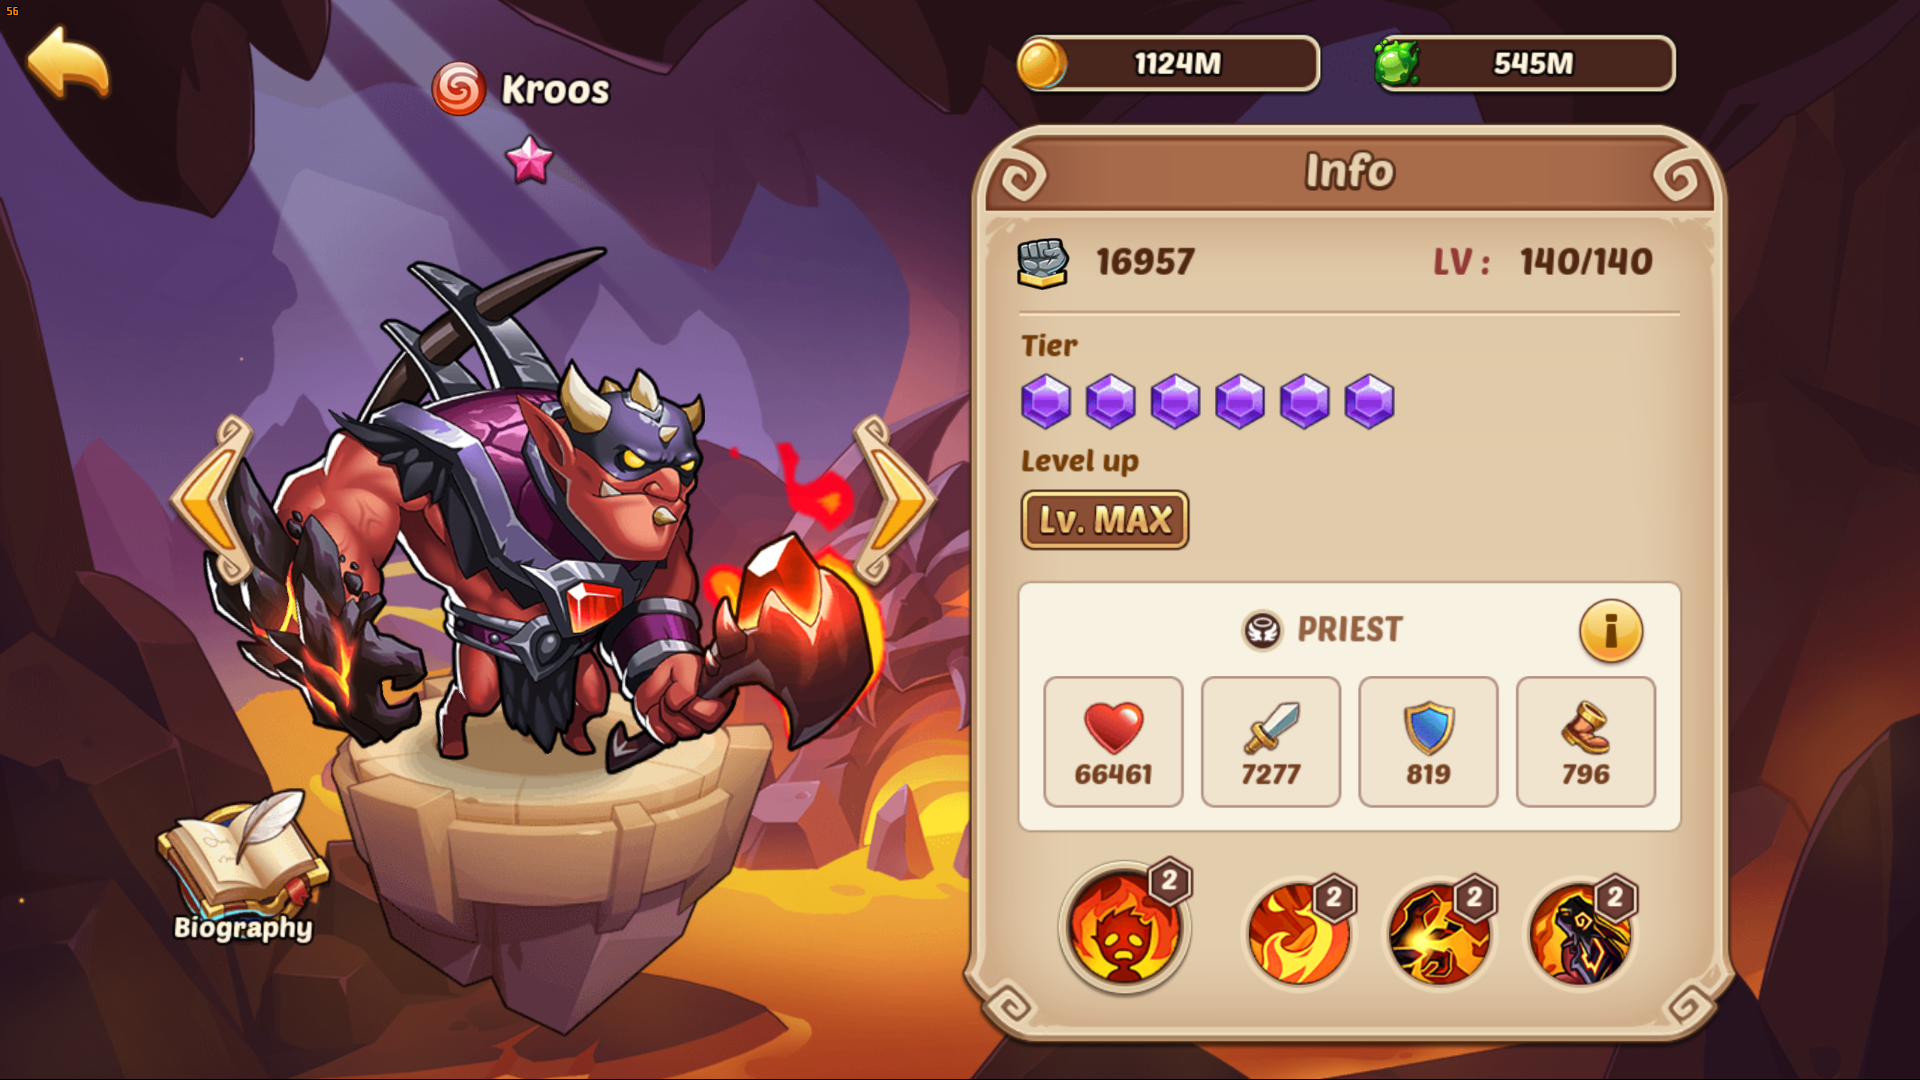 56
Kroos
1124M
545M
Info
16957
LV : 140/140
Tier
Level up
Lv. MAX
PRIEST
66461
7277
819
796
2
2
2
2
Biography